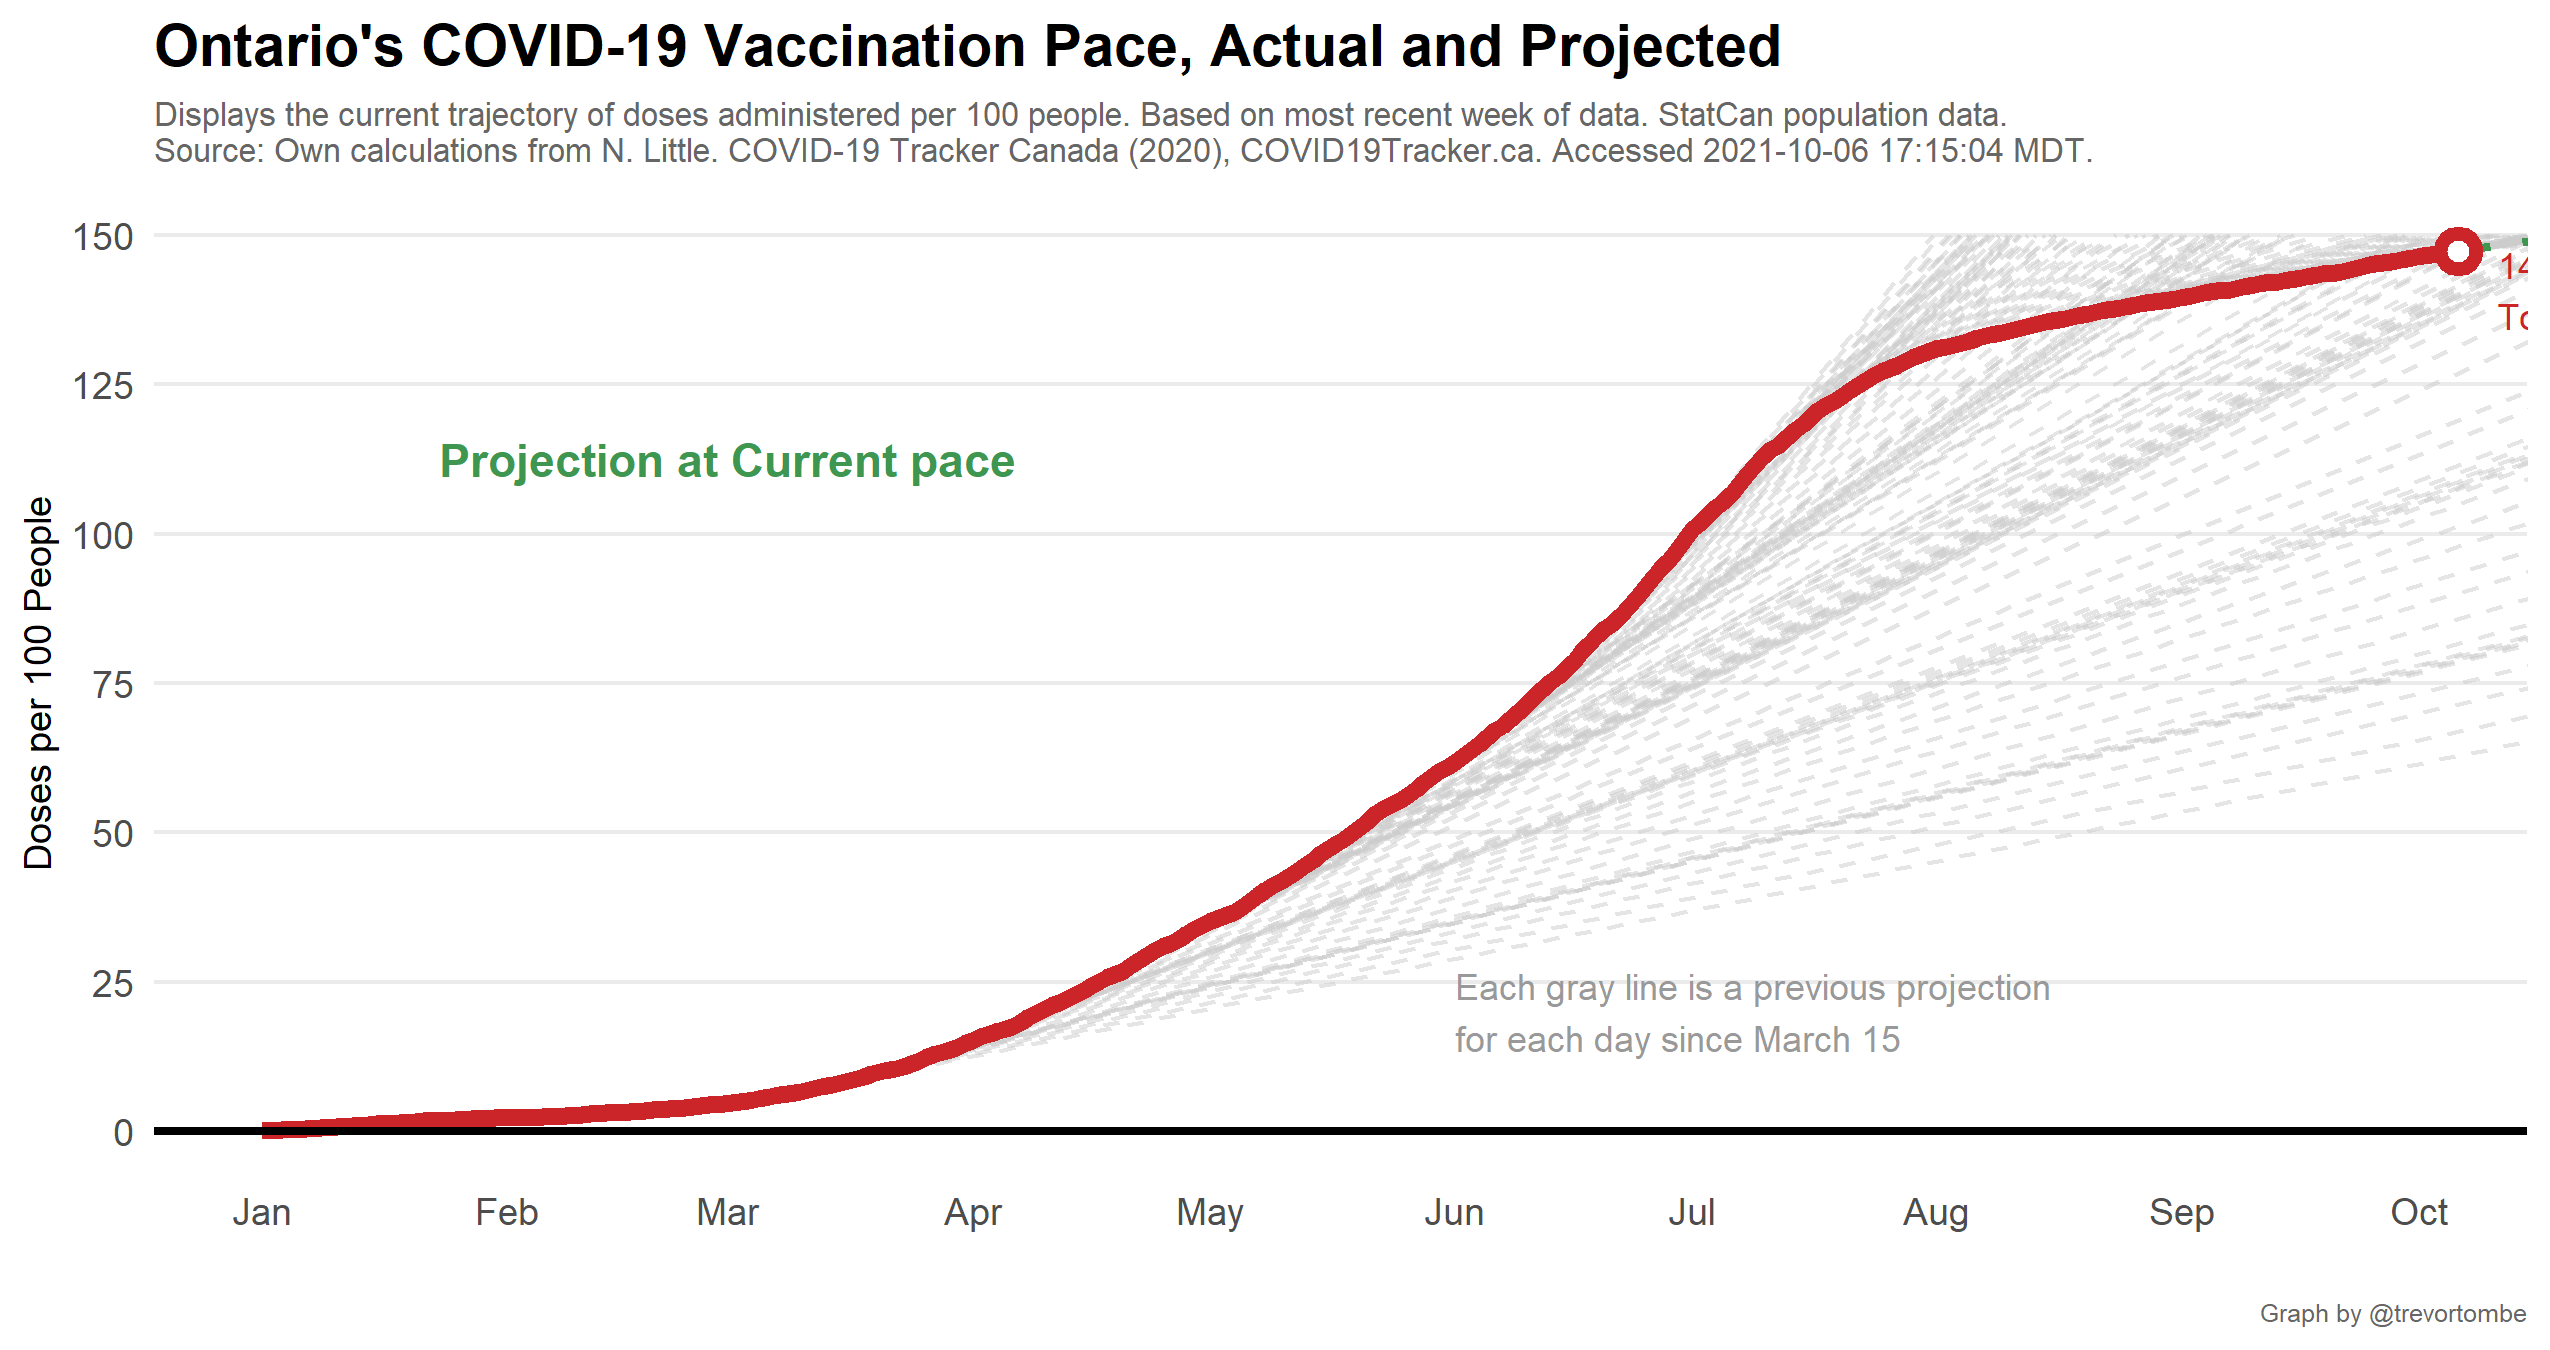 Ontario's COVID-19 Vaccination Pace, Actual and Projected
Displays the current trajectory of doses administered per 100 people. Based on most recent week of data. StatCan population data.
Source: Own calculations from N. Little. COVID-19 Tracker Canada (2020), COVID19Tracker.ca. Accessed 2021-10-06 17:15:04 MDT.
Doses per 100 People
150
125
100
75
50
25
0
Projection at Current pace
14
To
Each gray line is a previous projection
for each day since March 15
Jan Feb Mar Apr May Jun Jul Aug Sep Oct
Graph by @trevortombe